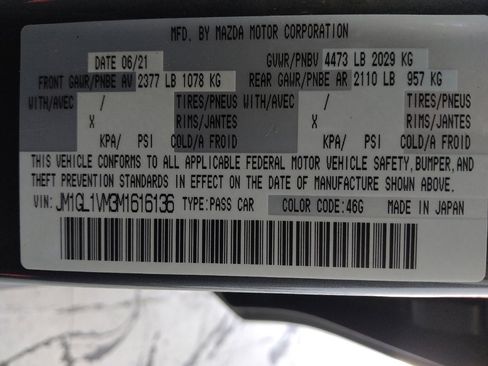 MFD. BY MAZDA MOTOR CORPORATION
DATE 06/21 GVWR/PNBV 4473 LB 2029 KG
FRONT GAWR/PNBE AV 2377 LB 1078 KG REAR GAWR/PNBE AR 2110 LB 957 KG
WITH/AVEC / TIRES/PNEUS WITH/AVEC / TIRES/PNEUS
X RIMS/JANTES X RIMS/JANTES
KPA/ PSI COLD/A FROID KPA/ PSI COLD/A FROID
THIS VEHICLE CONFORMS TO ALL APPLICABLE FEDERAL MOTOR VEHICLE SAFETY, BUMPER, AND
THEFT PREVENTION STANDARDS IN EFFECT ON THE DATE OF MANUFACTURE SHOWN ABOVE.
VIN: JM1GL1VM3M1616136 TYPE: PASS CAR COLOR CODE: 46G MADE IN JAPAN